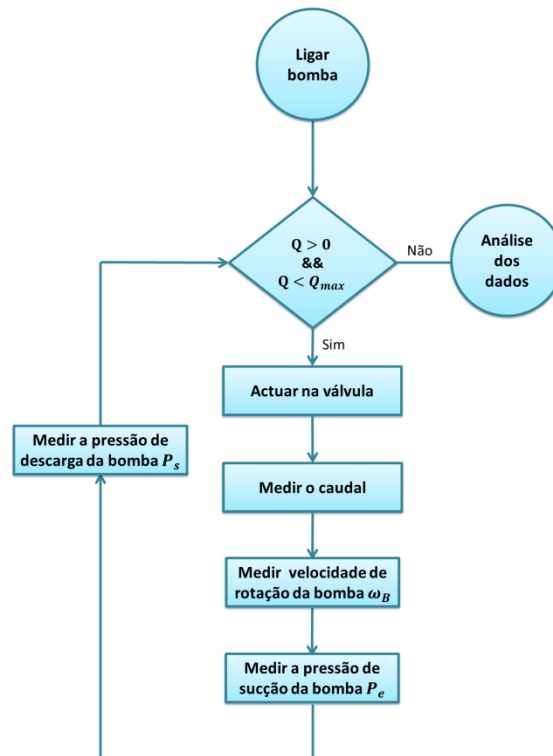 Ligar
bomba
Q > 0
&&
Q < Q_max
Não
Análise
dos
dados
Sim
Actuar na válvula
Medir o caudal
Medir velocidade de
rotação da bomba ω_B
Medir a pressão de
sucção da bomba P_e
Medir a pressão de
descarga da bomba P_s